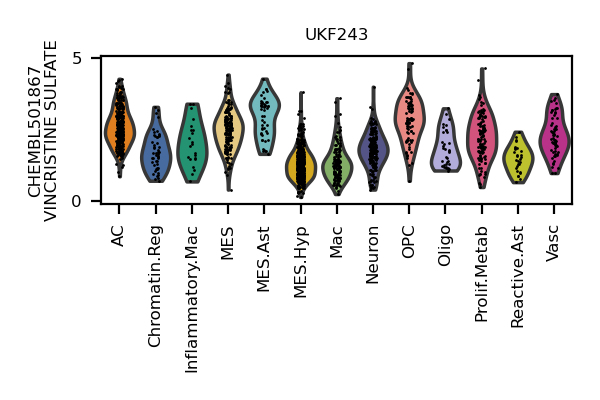 UKF243
CHEMBL501867
VINCRISTINE SULFATE
5
0
AC
Chromatin.Reg
Inflammatory.Mac
MES
MES.Ast
MES.Hyp
Mac
Neuron
OPC
Oligo
Prolif.Metab
Reactive.Ast
Vasc